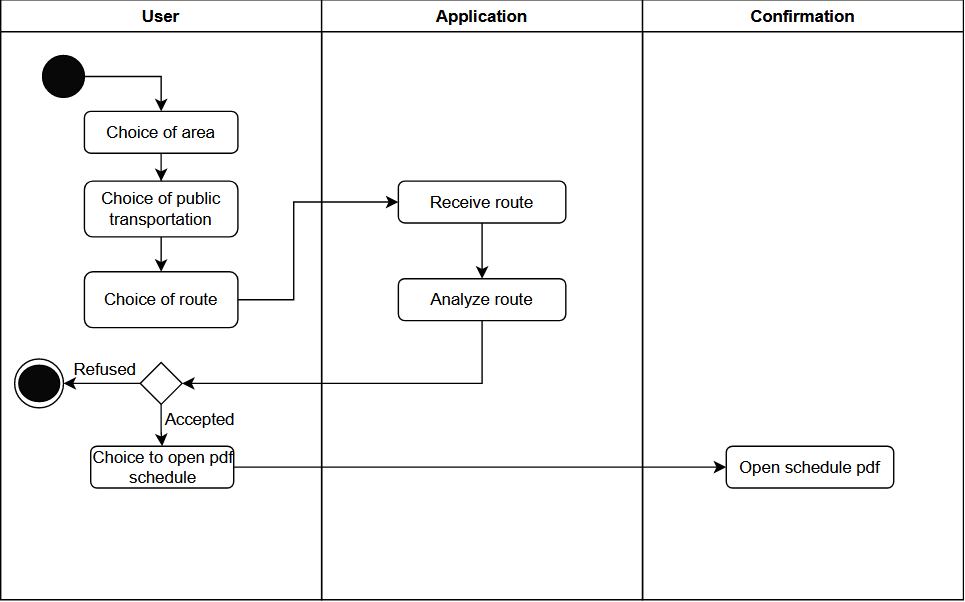 User
Application
Confirmation
Choice of area
Choice of public
transportation
Receive route
Choice of route
Analyze route
Refused
Accepted
Choice to open pdf
schedule
Open schedule pdf